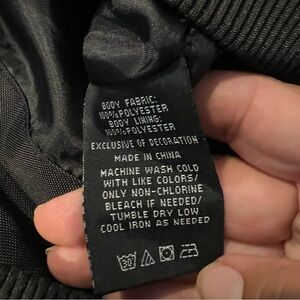 BODY FABRIC:
100%POLYESTER
BODY LINING:
100%POLYESTER
EXCLUSIVE OF DECORATION
MADE IN CHINA
MACHINE WASH COLD
WITH LIKE COLORS/
ONLY NON-CHLORINE
BLEACH IF NEEDED/
TUMBLE DRY LOW
COOL IRON AS NEEDED
30